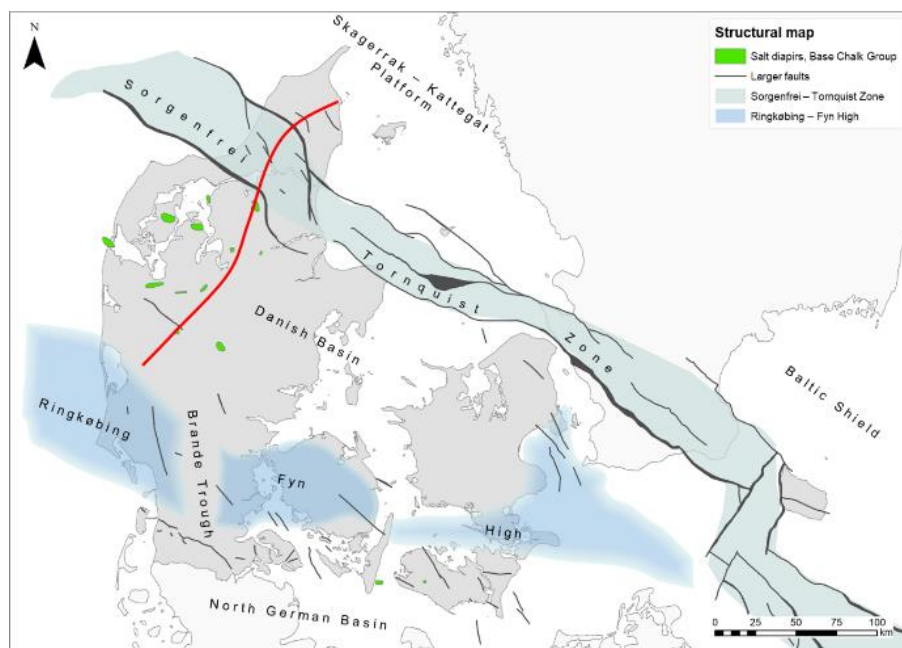 N
Skagerrak – Kattegat
Platform
Structural map
Salt diapirs, Base Chalk Group
Larger faults
Sorgenfrei – Tornquist Zone
Ringkøbing – Fyn High
Sorgenfrei
Tornquist
Zone
Danish Basin
Baltic Shield
Ringkøbing
Brande Trough
Fyn
High
North German Basin
0 25 50 75 100
km